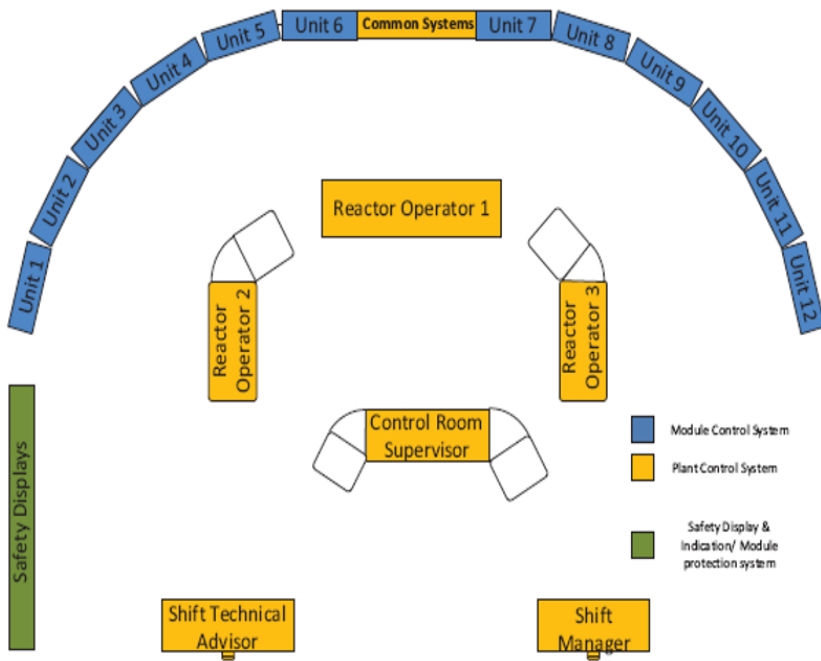 Unit 1
Unit 2
Unit 3
Unit 4
Unit 5
Unit 6
Common Systems
Unit 7
Unit 8
Unit 9
Unit 10
Unit 11
Unit 12
Reactor Operator 1
Reactor
Operator 2
Reactor
Operator 3
Control Room
Supervisor
Safety Displays
Module Control System
Plant Control System
Safety Display &
Indication/ Module
protection system
Shift Technical
Advisor
Shift
Manager